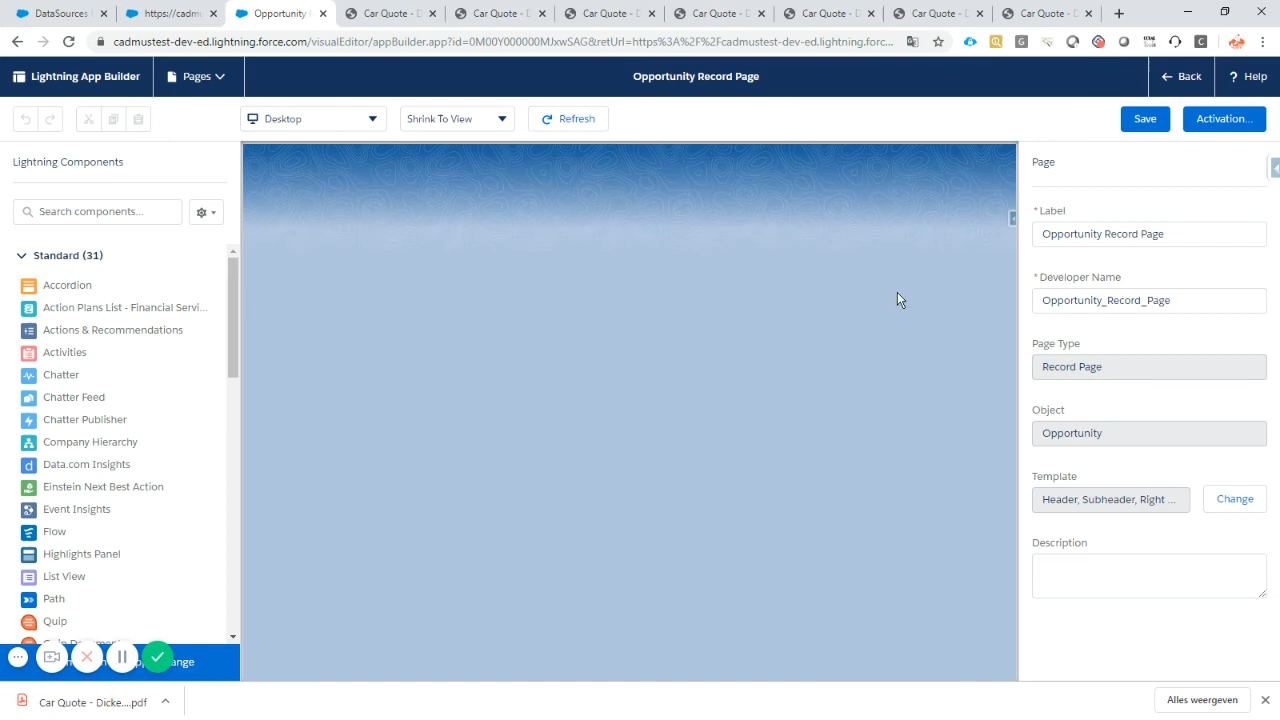 DataSources
https://cadmu
Opportunity
Car Quote - D
Car Quote - D
Car Quote - D
Car Quote - D
Car Quote - D
Car Quote - D
Car Quote -
cadmustest-dev-ed.lightning.force.com/visualEditor/appBuilder.app?id=0M00Y000000MJxwSAG&retUrl=https%3A%2F%2Fcadmustest-dev-ed.lightning.forc...
Lightning App Builder
Pages
Opportunity Record Page
Back
? Help
Desktop
Shrink To View
Refresh
Save
Activation...
Lightning Components
Search components...
Standard (31)
Accordion
Action Plans List - Financial Servi...
Actions & Recommendations
Activities
Chatter
Chatter Feed
Chatter Publisher
Company Hierarchy
Data.com Insights
Einstein Next Best Action
Event Insights
Flow
Highlights Panel
List View
Path
Quip
Page
*Label
Opportunity Record Page
*Developer Name
Opportunity_Record_Page
Page Type
Record Page
Object
Opportunity
Template
Header, Subheader, Right ...
Change
Description
Car Quote - Dicke....pdf
Alles weergeven